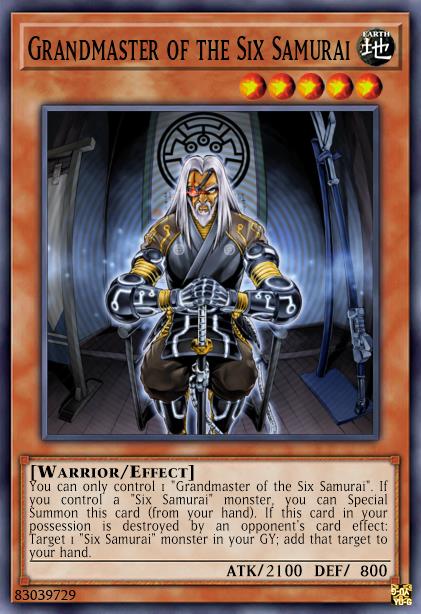 GRANDMASTER OF THE SIX SAMURAI
EARTH
地
[WARRIOR/EFFECT]
You can only control 1 "Grandmaster of the Six Samurai". If
you control a "Six Samurai" monster, you can Special
Summon this card (from your hand). If this card in your
possession is destroyed by an opponent's card effect:
Target 1 "Six Samurai" monster in your GY; add that target to
your hand.
ATK/2100 DEF/ 800
83039729